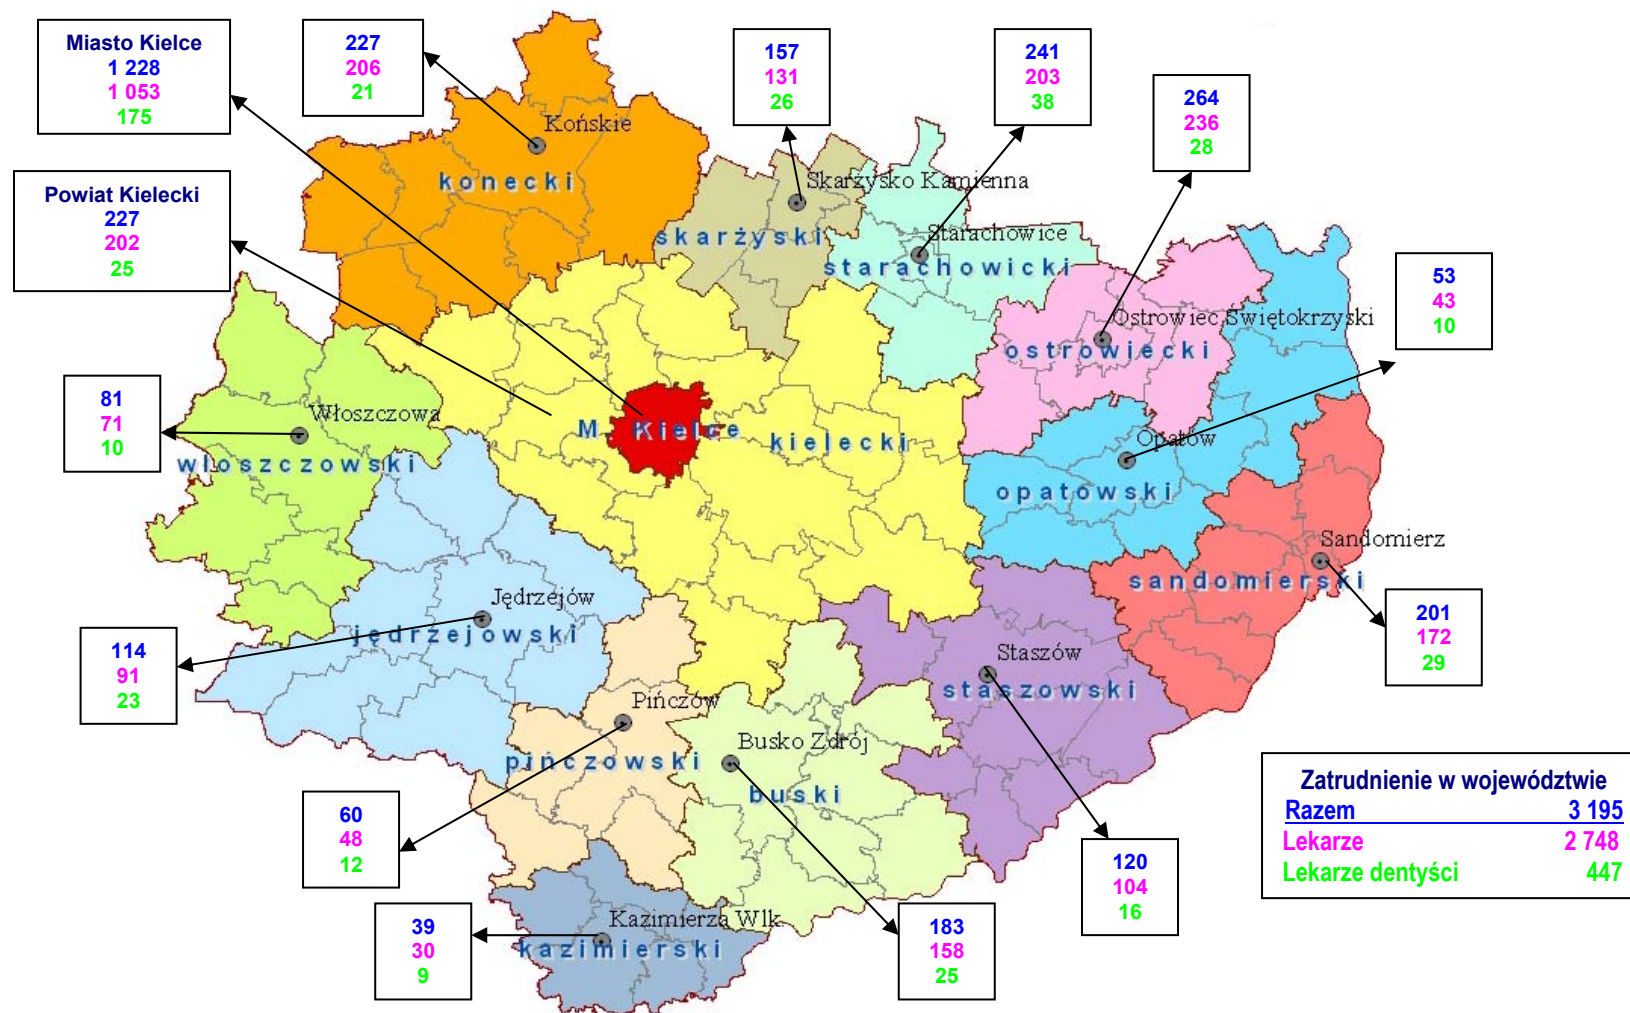 Miasto Kielce
1 228
1 053
175
227
206
21
157
131
26
241
203
38
264
236
28
Powiat Kielecki
227
202
25
53
43
10
81
71
10
114
91
23
60
48
12
39
30
9
183
158
25
120
104
16
201
172
29
Końskie
konecki
Skarżysko Kamienna
skarżyski
Starachowice
starachowicki
Ostrowiec Świętokrzyski
ostrowiecki
Włoszczowa
włoszczowski
M. Kielce
kielecki
Opatów
opatowski
Sandomierz
sandomierski
Jędrzejów
jędrzejowski
Staszów
staszowski
Pińczów
pińczowski
Busko Zdrój
buski
Kazimierza Wlk.
kazimierski
Zatrudnienie w województwie
Razem 3 195
Lekarze 2 748
Lekarze dentyści 447